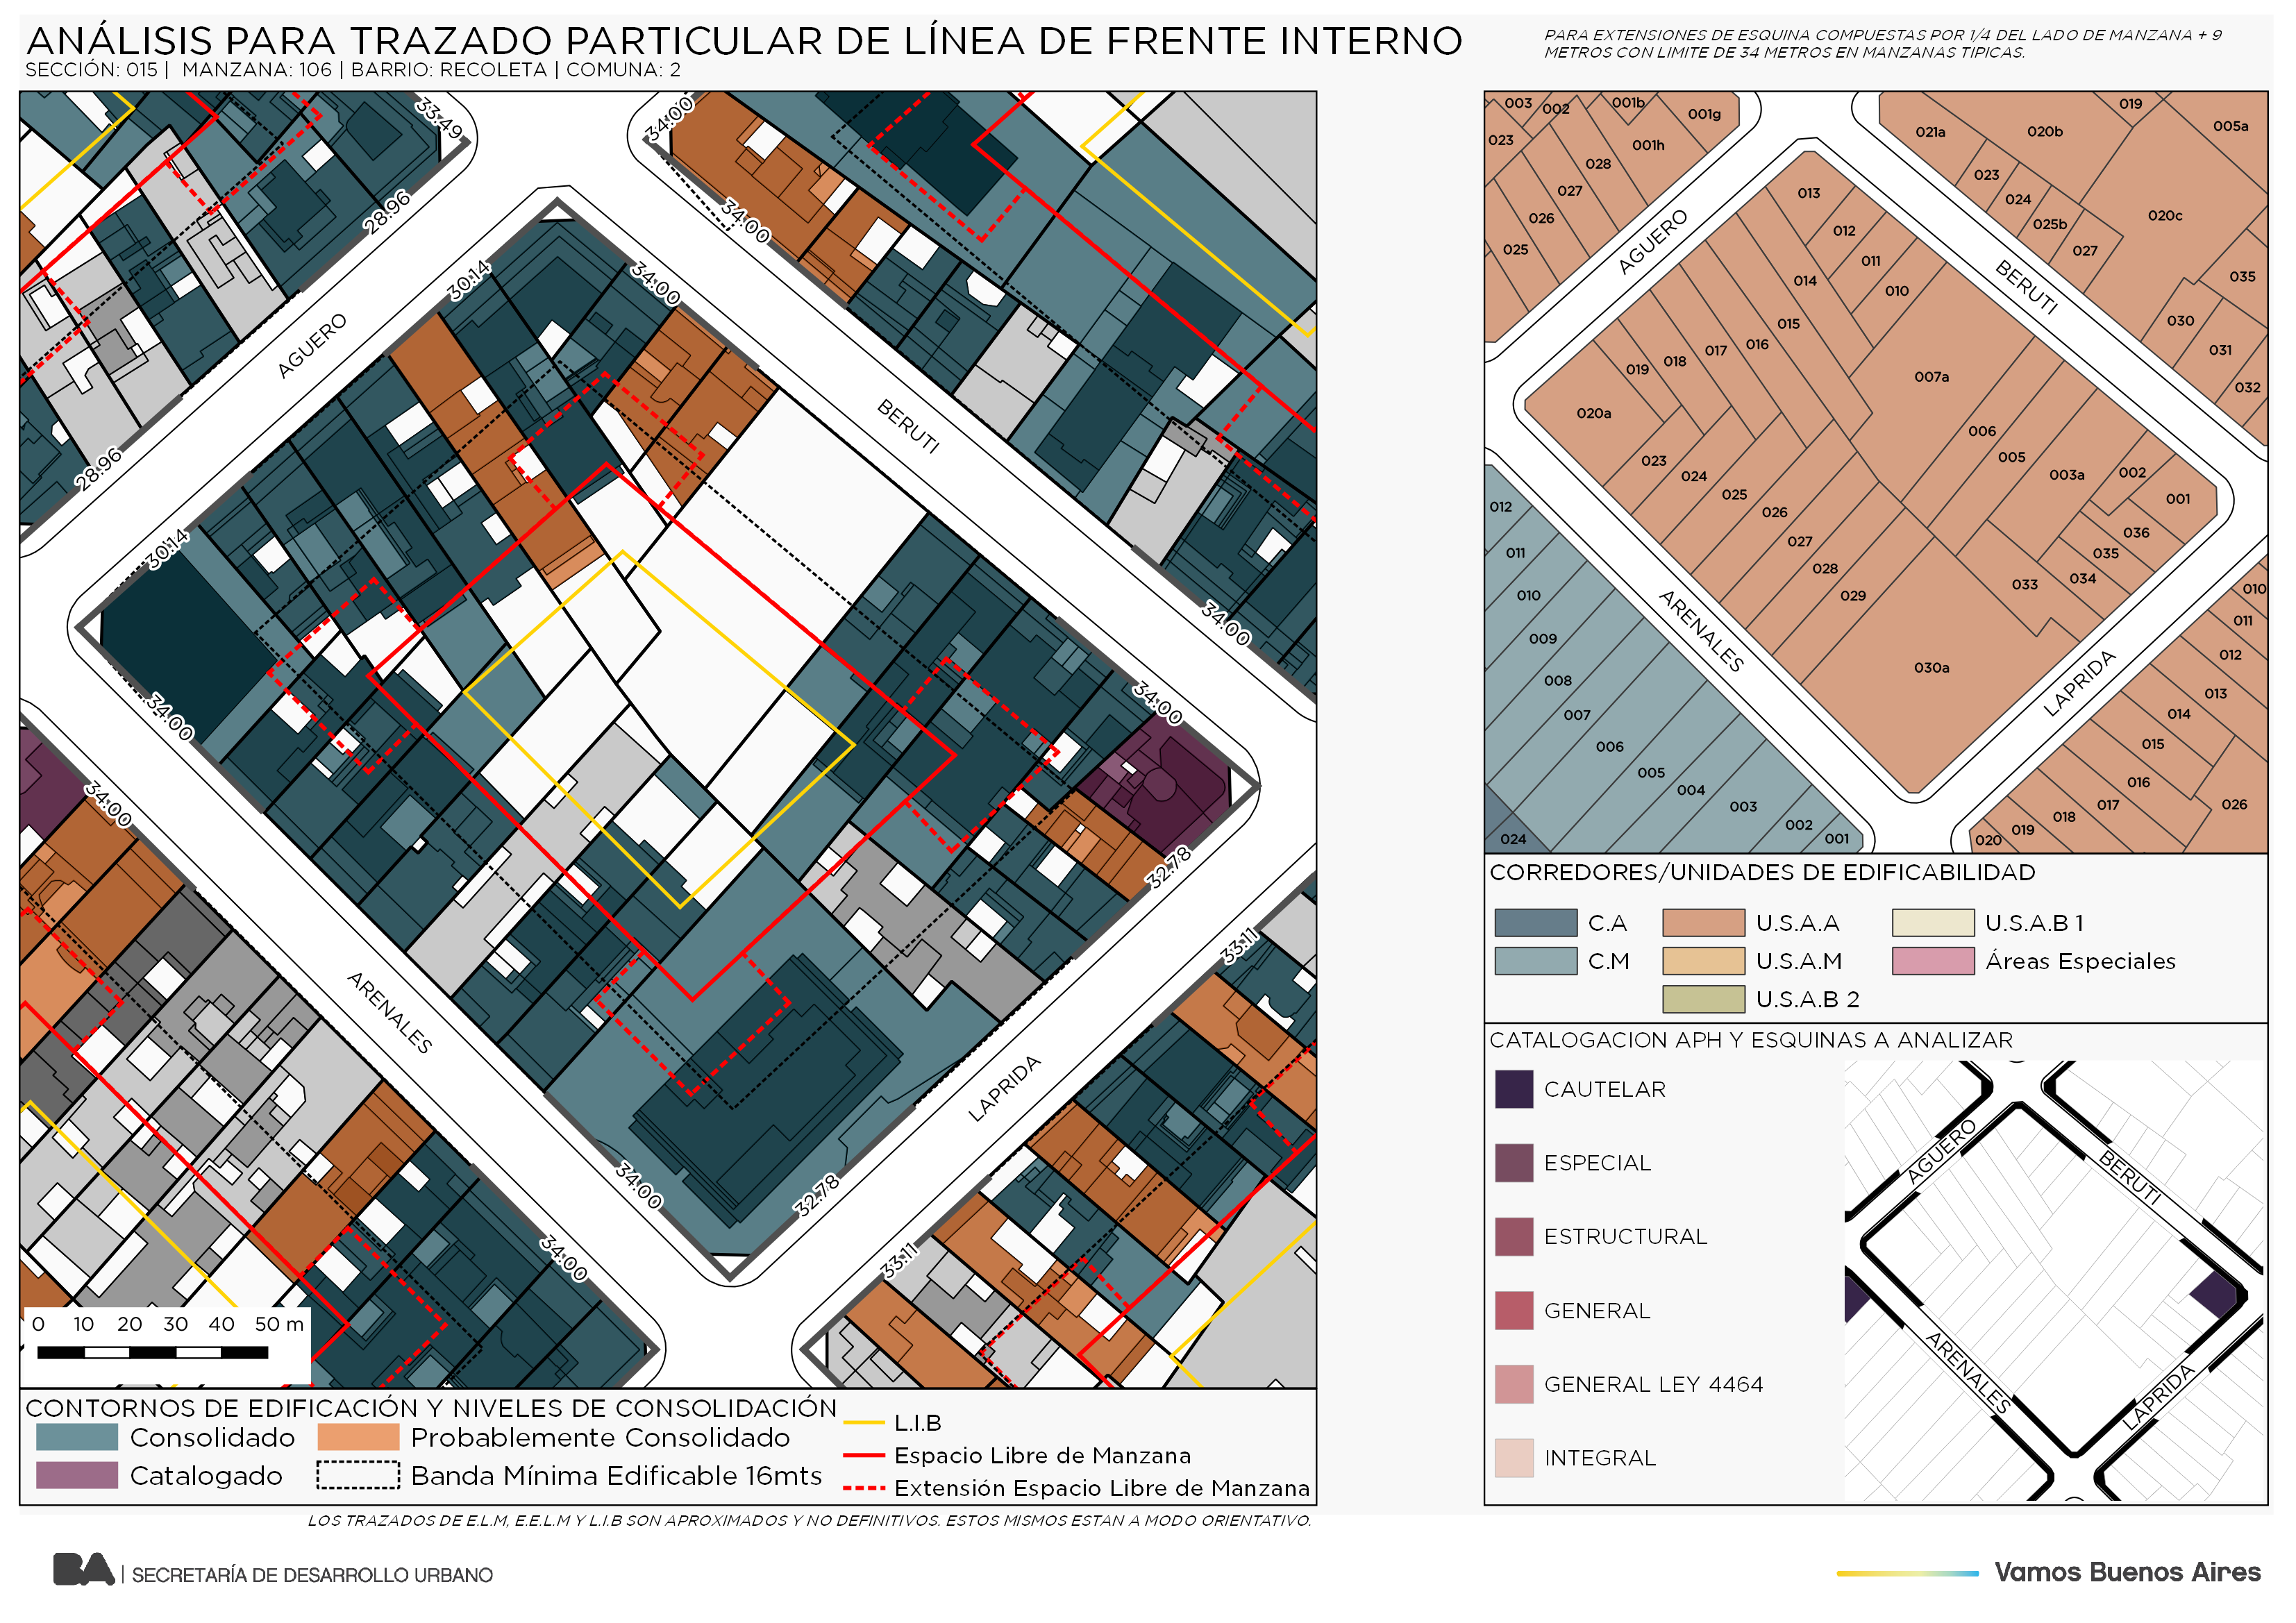 ANÁLISIS PARA TRAZADO PARTICULAR DE LÍNEA DE FRENTE INTERNO
SECCIÓN: 015 | MANZANA: 106 | BARRIO: RECOLETA | COMUNA: 2
PARA EXTENSIONES DE ESQUINA COMPUESTAS POR 1/4 DEL LADO DE MANZANA + 9
METROS CON LIMITE DE 34 METROS EN MANZANAS TIPICAS.
33.49
34.00
28.96
34.00
30.14
34.00
AGUERO
BERUTI
28.96
30.14
34.00
34.00
34.00
34.00
32.78
33.11
ARENALES
LAPRIDA
34.00
32.78
34.00
33.11
0 10 20 30 40 50 m
CONTORNOS DE EDIFICACIÓN Y NIVELES DE CONSOLIDACIÓN
Consolidado
Probablemente Consolidado
Catalogado
Banda Mínima Edificable 16mts
L.I.B
Espacio Libre de Manzana
Extensión Espacio Libre de Manzana
LOS TRAZADOS DE E.L.M, E.E.L.M Y L.I.B SON APROXIMADOS Y NO DEFINITIVOS. ESTOS MISMOS ESTAN A MODO ORIENTATIVO.
003 002 001b 001g 019
023 028 001h 021a 020b 005a
027 026 025 013 023 024 025b 027 020c
AGUERO
BERUTI
012 011 010 014 015 016 017 018 019 020a
007a 035 030 031 032
006 005 003a 002 001
023 024 025 026 027 028 029
036 035 034 033
030a
ARENALES
LAPRIDA
012 011 010 009 008 007 006 005 004 003 002 001
024
010 011 012 013 014 015 016 017 018 019 020 026
CORREDORES/UNIDADES DE EDIFICABILIDAD
C.A
U.S.A.A
U.S.A.B 1
C.M
U.S.A.M
Áreas Especiales
U.S.A.B 2
CATALOGACION APH Y ESQUINAS A ANALIZAR
CAUTELAR
ESPECIAL
ESTRUCTURAL
GENERAL
GENERAL LEY 4464
INTEGRAL
AGUERO
BERUTI
ARENALES
LAPRIDA
BA | SECRETARÍA DE DESARROLLO URBANO
Vamos Buenos Aires